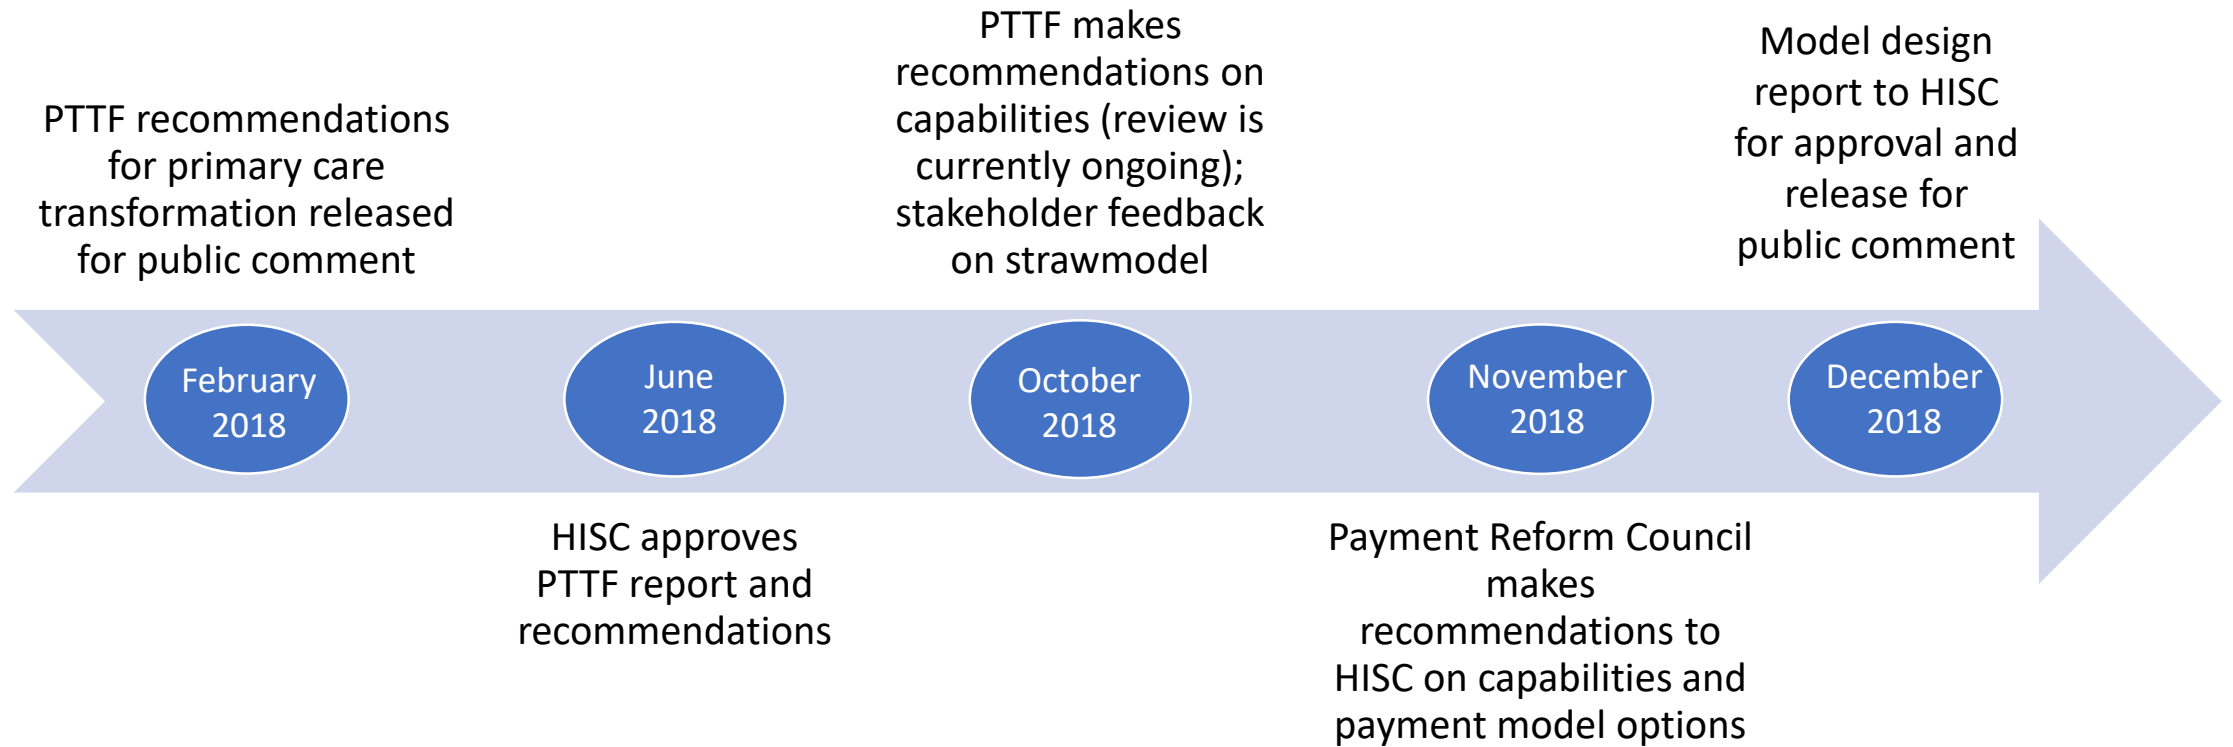 PTTF recommendations
for primary care
transformation released
for public comment
PTTF makes
recommendations on
capabilities (review is
currently ongoing);
stakeholder feedback
on strawmodel
Model design
report to HISC
for approval and
release for
public comment
February
2018
June
2018
October
2018
November
2018
December
2018
HISC approves
PTTF report and
recommendations
Payment Reform Council
makes
recommendations to
HISC on capabilities and
payment model options